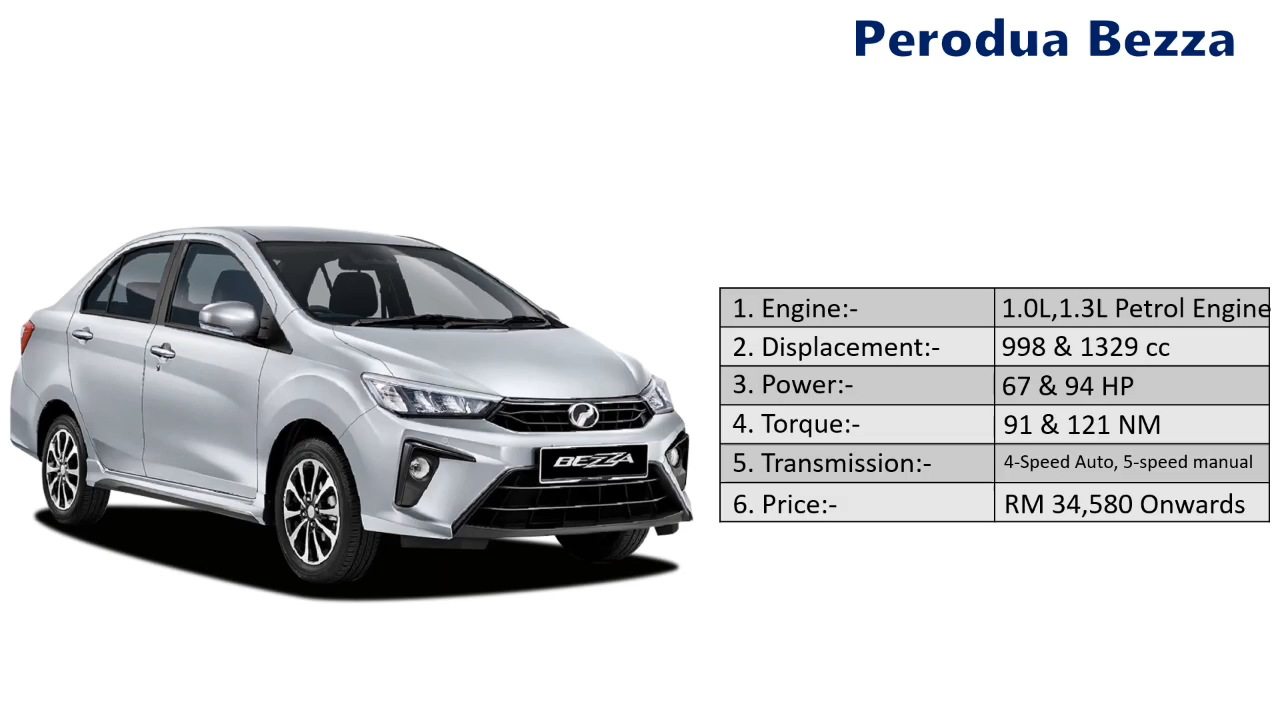 Perodua Bezza
1. Engine:- 1.0L,1.3L Petrol Engine
2. Displacement:- 998 & 1329 cc
3. Power:- 67 & 94 HP
4. Torque:- 91 & 121 NM
5. Transmission:- 4-Speed Auto, 5-speed manual
6. Price:- RM 34,580 Onwards
BEZZA